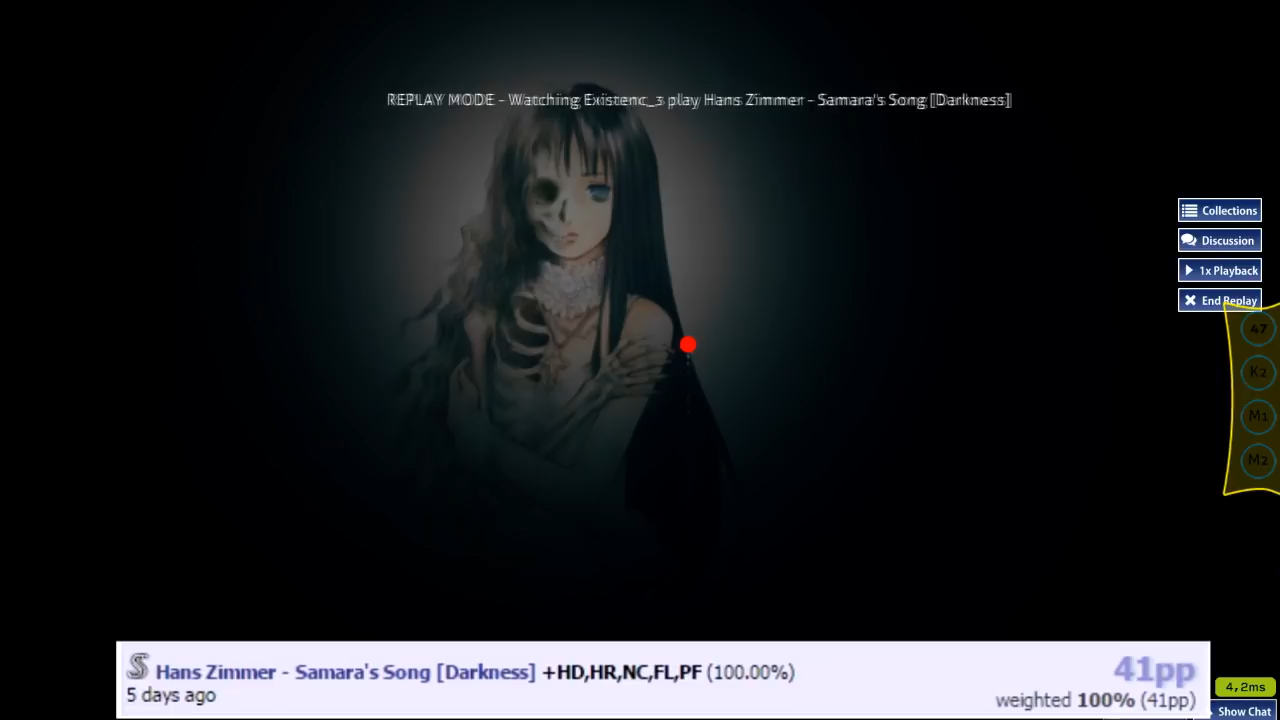 REPLAY MODE - Watching Existenc_3 play Hans Zimmer - Samara's Song [Darkness]
Collections
Discussion
1x Playback
End Replay
47
K2
M1
M2
S Hans Zimmer - Samara's Song [Darkness] +HD,HR,NC,FL,PF (100.00%)
5 days ago
41pp
weighted 100% (41pp)
4,2ms
Show Chat